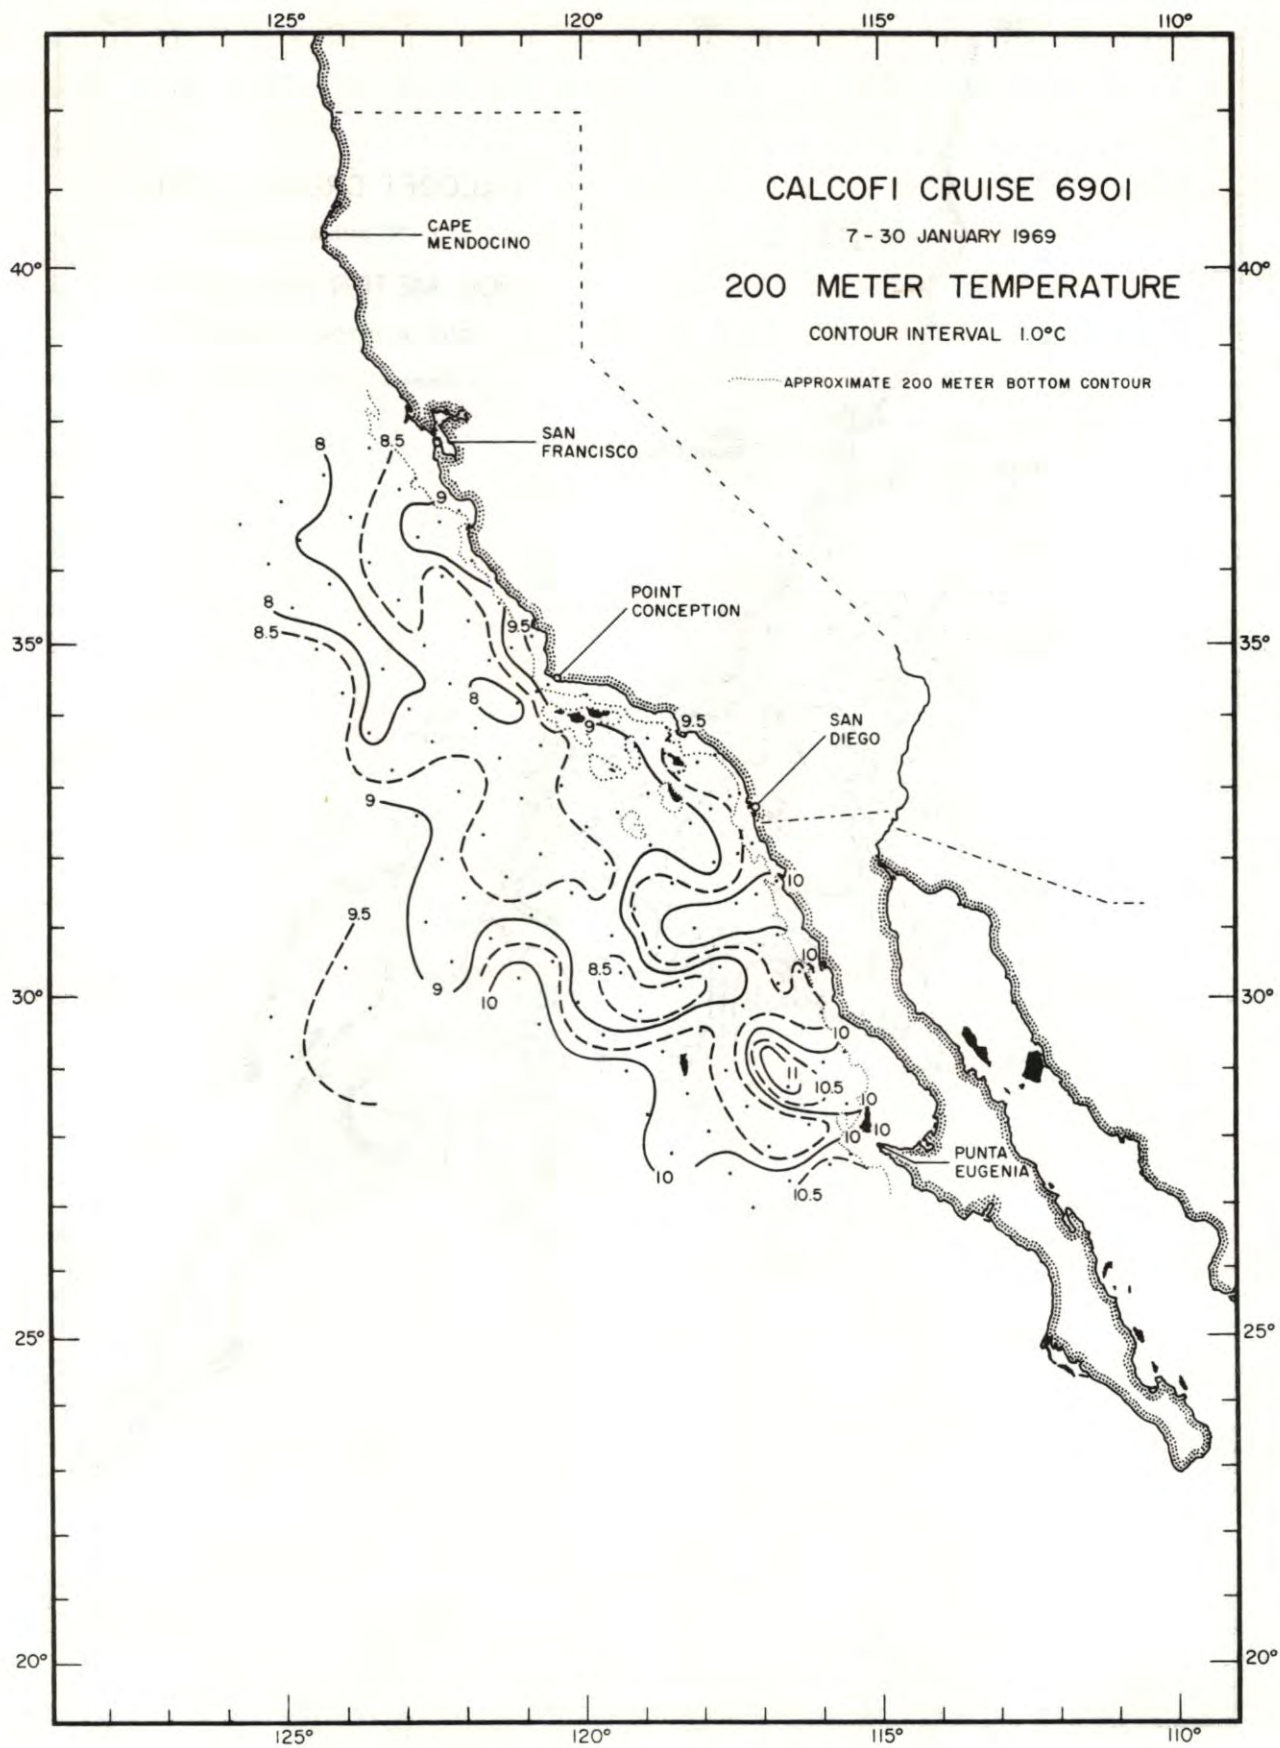 125° 120° 115° 110°
CALCOFI CRUISE 6901
7 - 30 JANUARY 1969
CAPE
MENDOCINO
40° 40°
200 METER TEMPERATURE
CONTOUR INTERVAL 1.0°C
APPROXIMATE 200 METER BOTTOM CONTOUR
8 8.5
SAN
FRANCISCO
9
POINT
CONCEPTION
8
8.5 9.5
35° 35°
8
9 9.5
SAN
DIEGO
9
10
9.5
10
8.5
30° 9 10 30°
10
11 10.5
10
10 10
PUNTA
EUGENIA
10 10.5
25° 25°
20° 20°
125° 120° 115° 110°